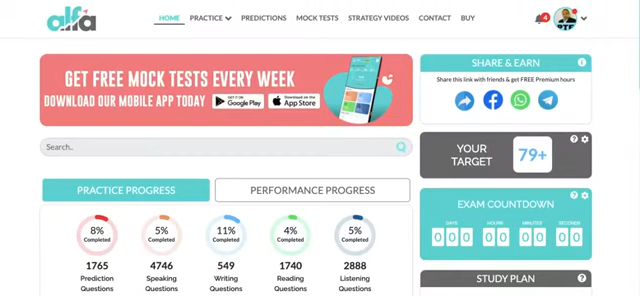 alfa
HOME PRACTICE PREDICTIONS MOCK TESTS STRATEGY VIDEOS CONTACT BUY
4
GET FREE MOCK TESTS EVERY WEEK
DOWNLOAD OUR MOBILE APP TODAY
GET IT ON
Google Play
Download on the
App Store
SHARE & EARN
Share this link with friends & get FREE Premium hours
Search..
YOUR
TARGET
79+
PRACTICE PROGRESS
PERFORMANCE PROGRESS
EXAM COUNTDOWN
DAYS HOURS MINUTES SECONDS
0 0 0 0 0 0 0 0 0
8%
Completed
1765
Prediction
Questions
5%
Completed
4746
Speaking
Questions
11%
Completed
549
Writing
Questions
4%
Completed
1740
Reading
Questions
5%
Completed
2888
Listening
Questions
STUDY PLAN